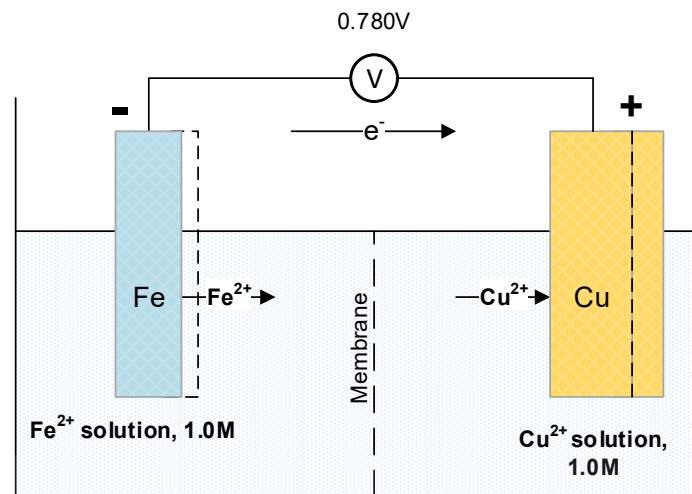 0.780V
V
-
+
e⁻
Fe
Fe²⁺
Membrane
Cu²⁺
Cu
Fe²⁺ solution, 1.0M
Cu²⁺ solution,
1.0M